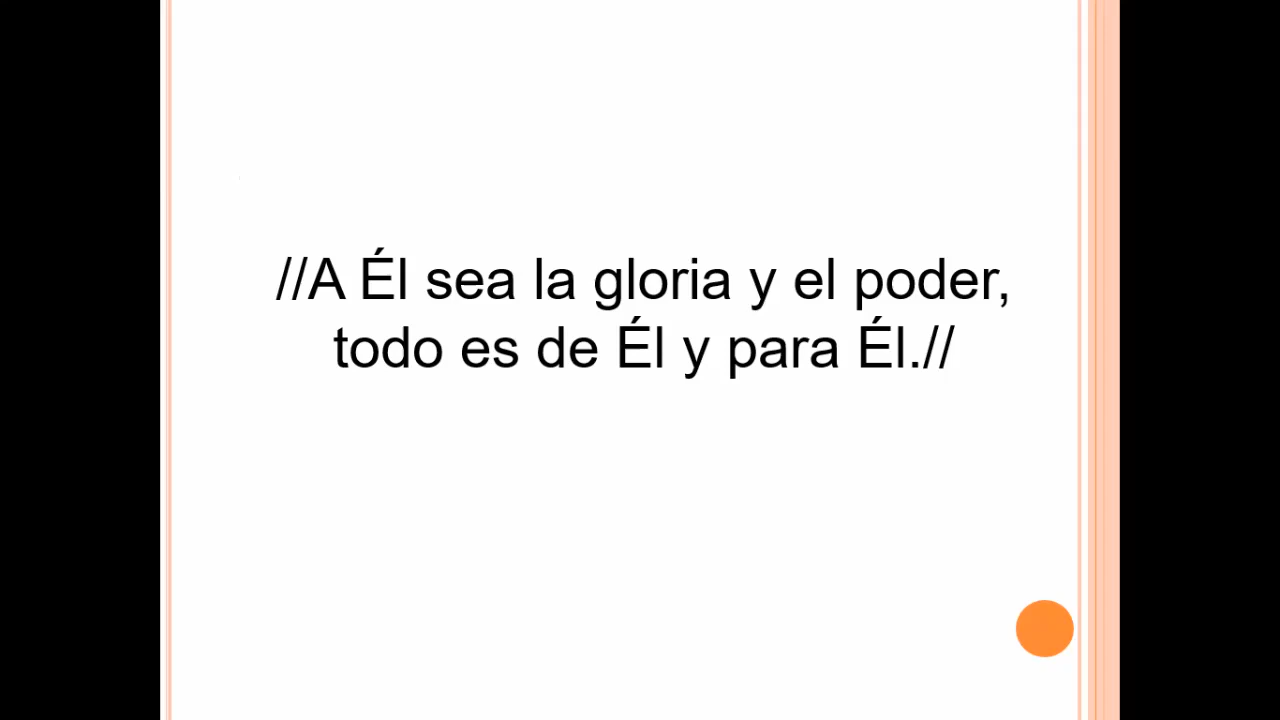 //A Él sea la gloria y el poder,
todo es de Él y para Él.//